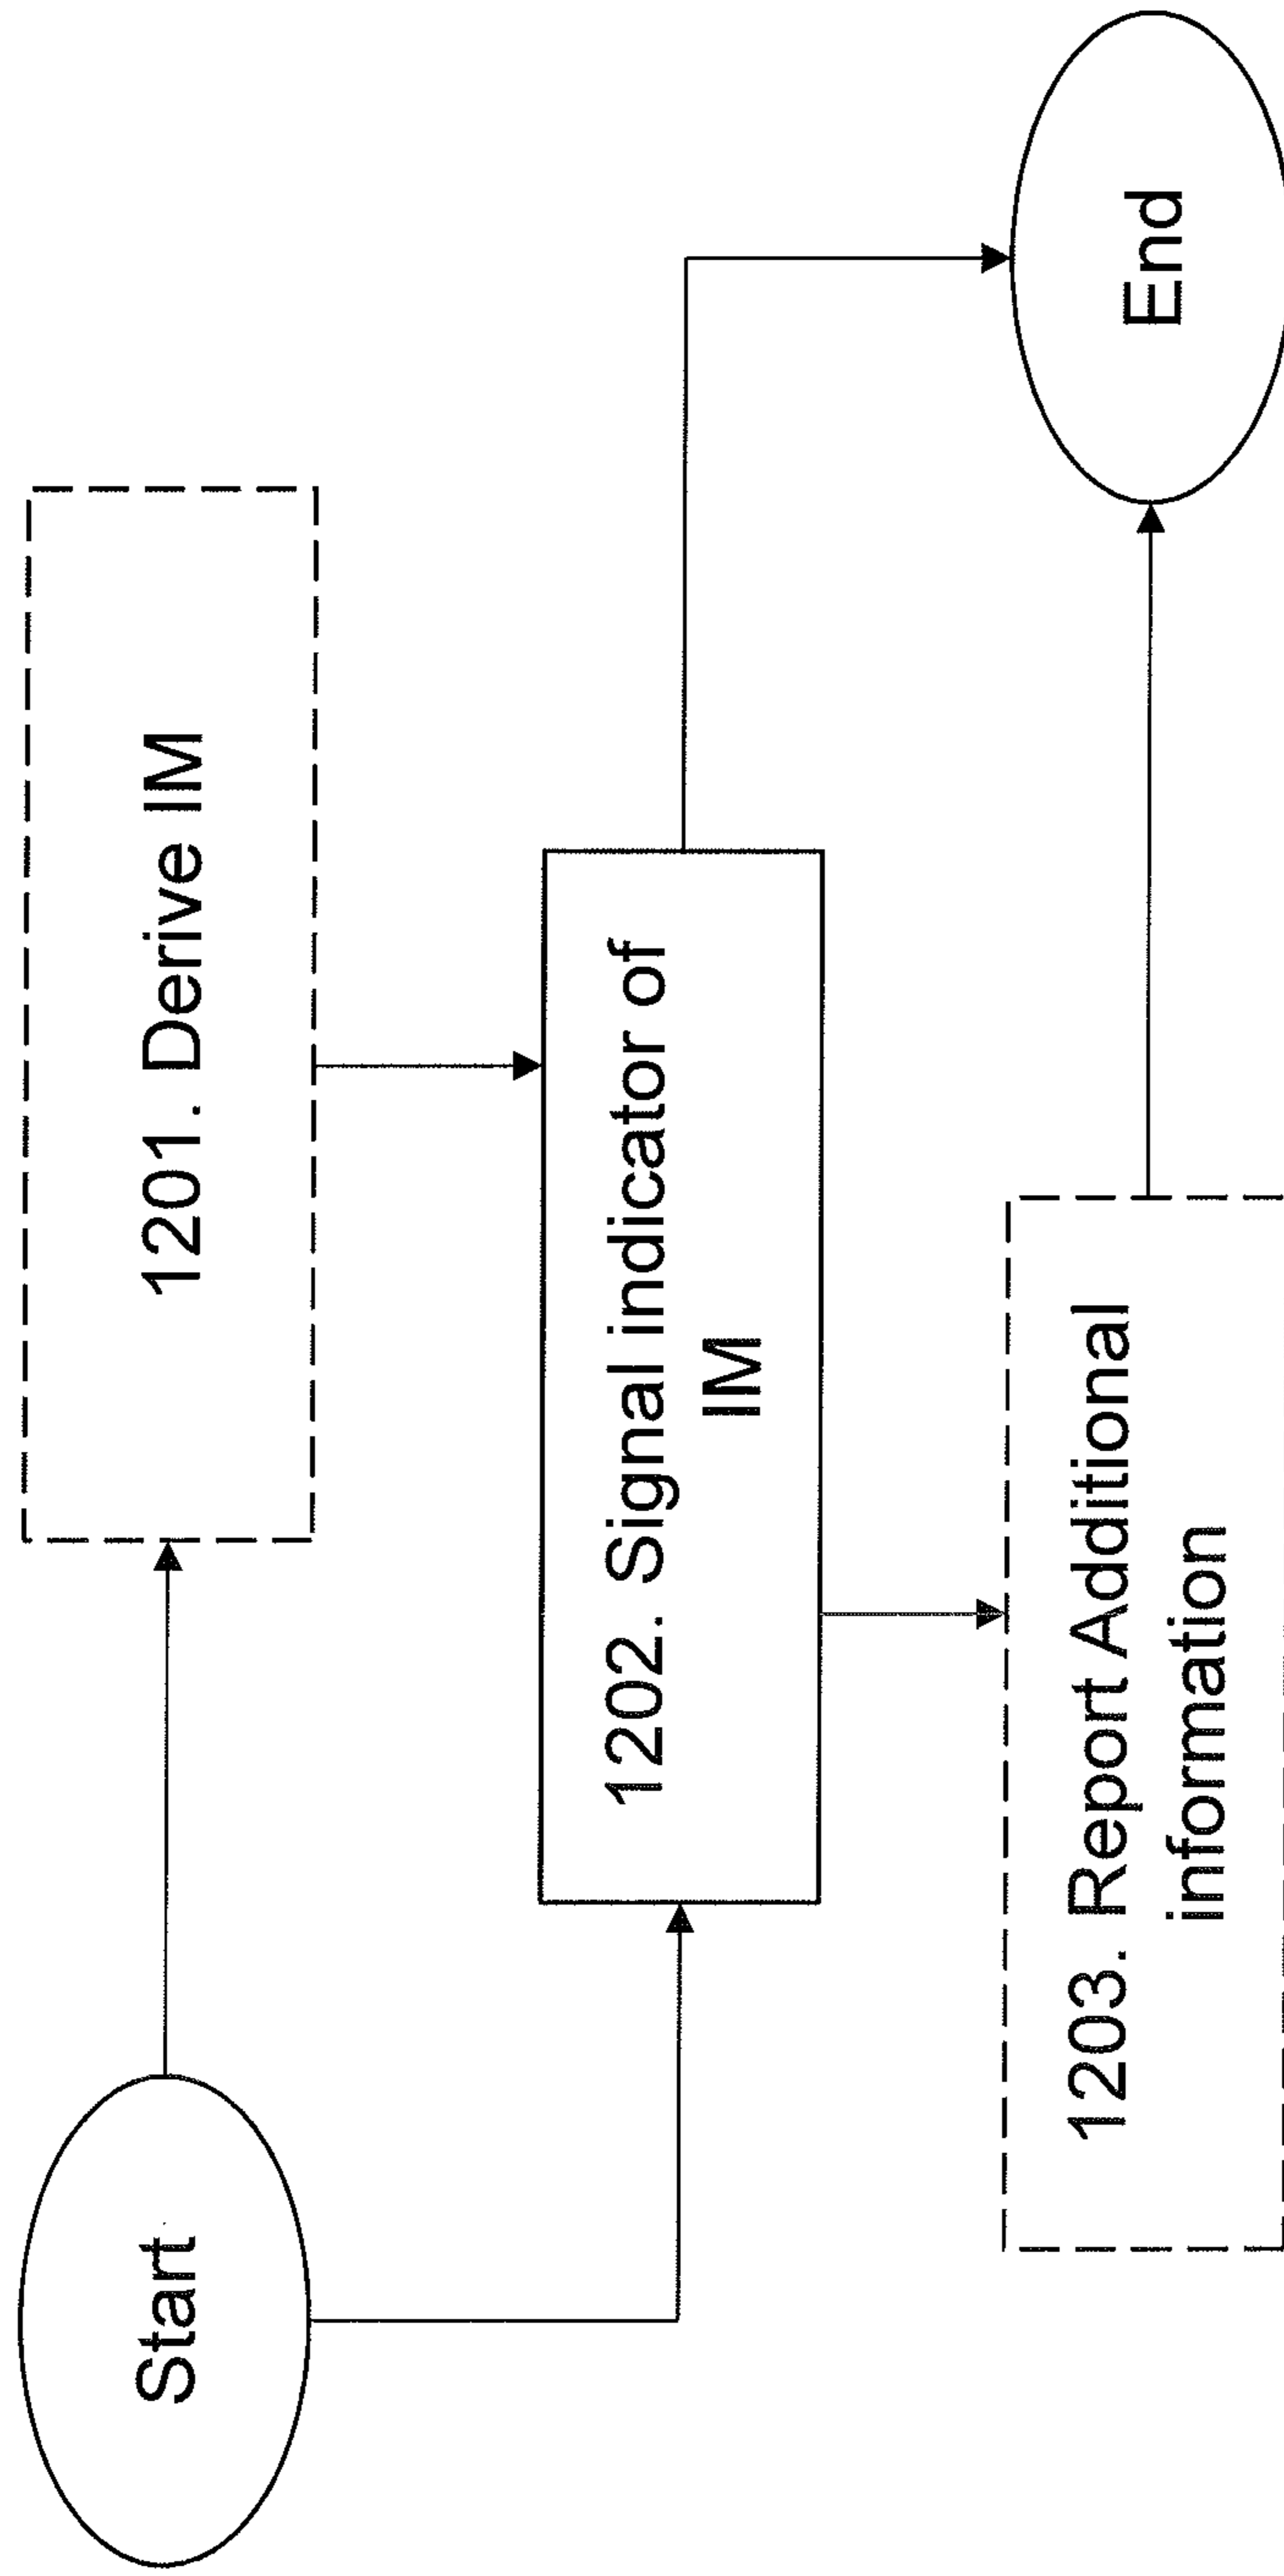 Start
1201. Derive IM
1202. Signal indicator of
IM
1203. Report Additional
information
End